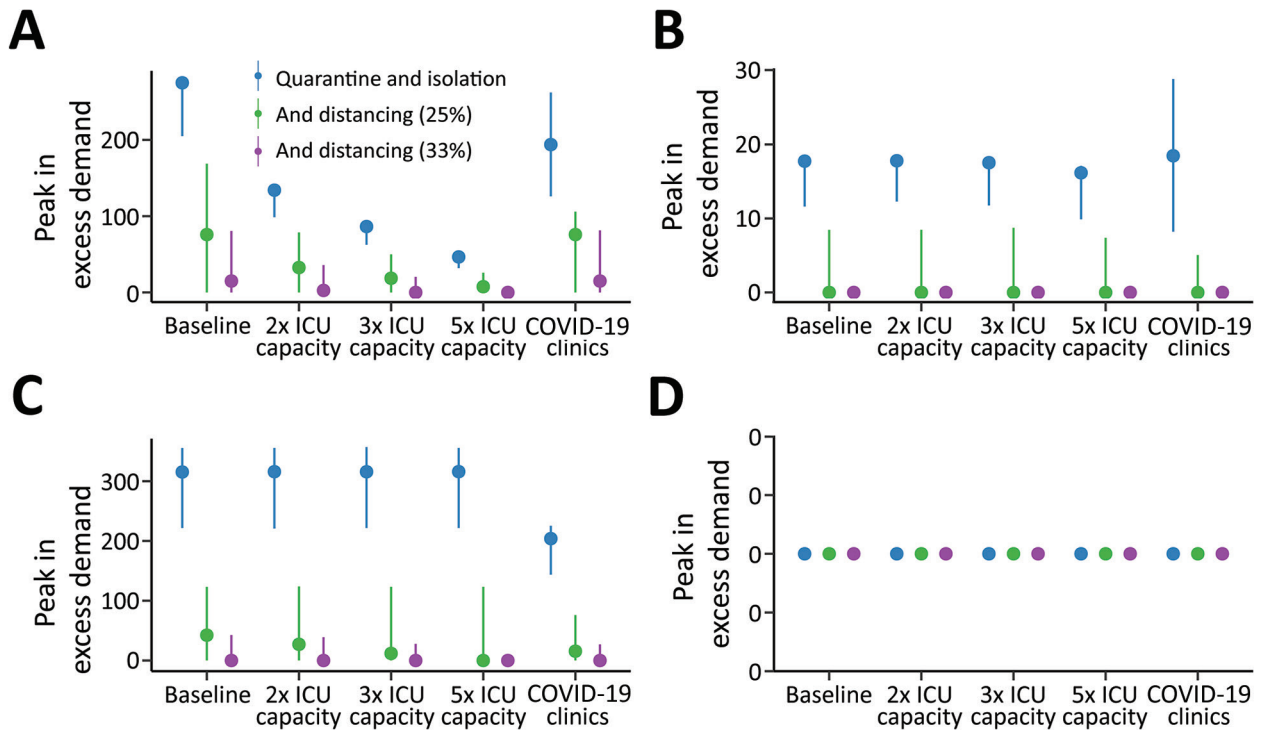 A
Peak in
excess demand
200
100
0
Quarantine and isolation
And distancing (25%)
And distancing (33%)
Baseline
2x ICU
capacity
3x ICU
capacity
5x ICU
capacity
COVID-19
clinics
B
Peak in
excess demand
30
20
10
0
Baseline
2x ICU
capacity
3x ICU
capacity
5x ICU
capacity
COVID-19
clinics
C
Peak in
excess demand
300
200
100
0
Baseline
2x ICU
capacity
3x ICU
capacity
5x ICU
capacity
COVID-19
clinics
D
Peak in
excess demand
0
0
0
0
0
Baseline
2x ICU
capacity
3x ICU
capacity
5x ICU
capacity
COVID-19
clinics